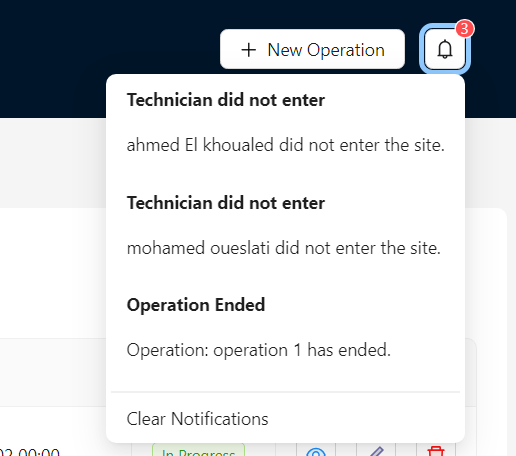 + New Operation
3
Technician did not enter
ahmed El khoualed did not enter the site.
Technician did not enter
mohamed oueslati did not enter the site.
Operation Ended
Operation: operation 1 has ended.
Clear Notifications
02 00:00
In Progress